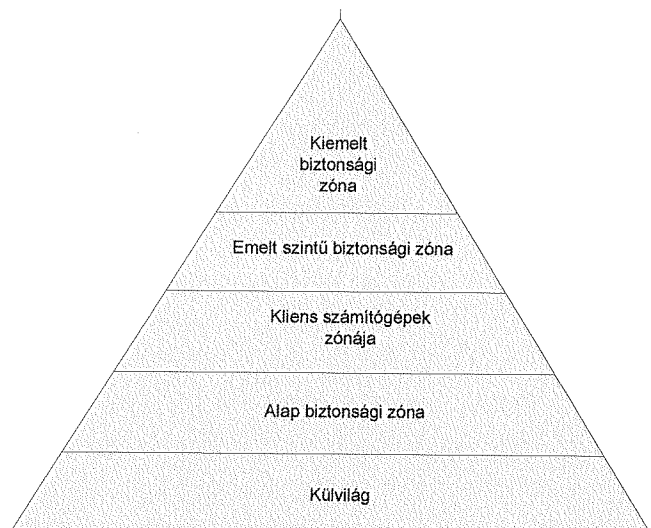 Kiemelt
biztonsági
zóna
Emelt szintű biztonsági zóna
Kliens számítógépek
zónája
Alap biztonsági zóna
Külvilág